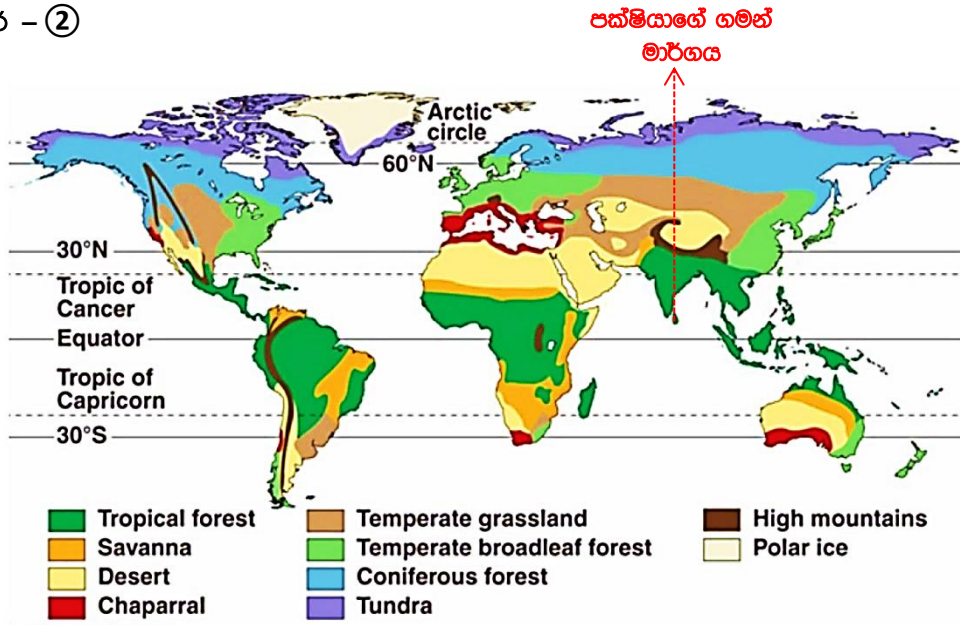 – ②
පක්ෂියාගේ ගමන්
මාර්ගය
Arctic
circle
60°N
30°N
Tropic of
Cancer
Equator
Tropic of
Capricorn
30°S
Tropical forest
Savanna
Desert
Chaparral
Temperate grassland
Temperate broadleaf forest
Coniferous forest
Tundra
High mountains
Polar ice